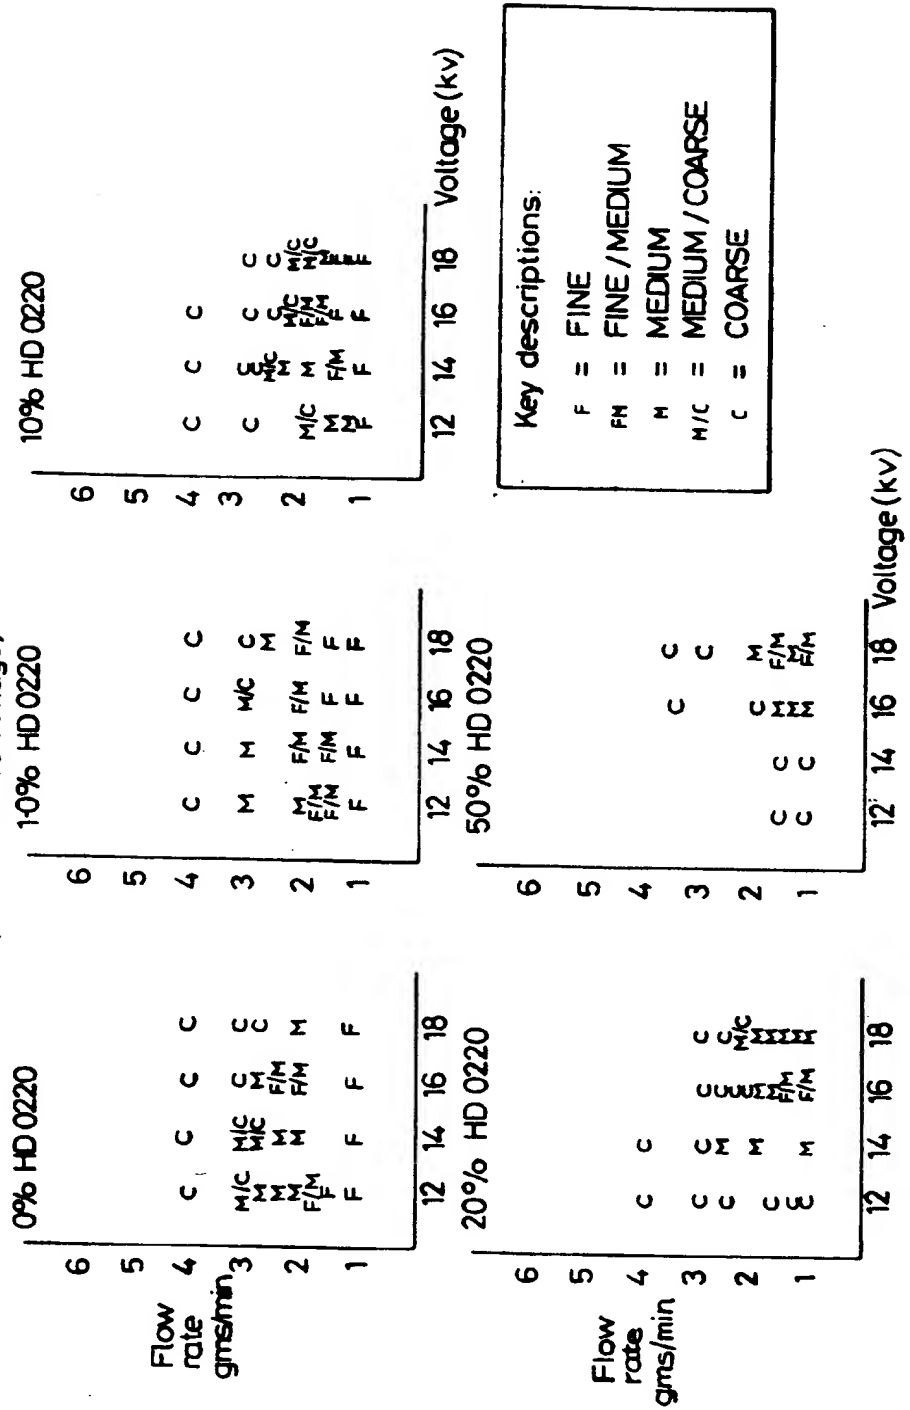 0% HD 0220
6
5
4 C C C C
3 M/C M/C C C
M M/C M C
M M F/M
2 M M F/M M
F/M
F
1 F F F F
12 14 16 18
Flow
rate
gms/min
1·0% HD 0220
6
5
4 C C C C
3 M M M/C C
M
2 M F/M F/M F/M
F/M
F/M F/M F F
1 F F F F
12 14 16 18
10% HD 0220
6
5
4 C C C
3 C C C C
C C C
M/C M/C M/C
2 M/C M F/M M/C
M M F/M M
M F/M F F
1 F F F F
12 14 16 18 Voltage (kv)
20% HD 0220
6
5
4 C C
3 C C C C
C M C C
2 C M/C
M C M
C M M
C M M
C F/M M
1 C M F/M M
12 14 16 18
Flow
rate
gms/min
50% HD 0220
6
5
4
C C
3 C
2 C M
C C M F/M
M M
1 C C M F/M
12 14 16 18 Voltage (kv)
Key descriptions:
F = FINE
FM = FINE / MEDIUM
M = MEDIUM
M/C = MEDIUM / COARSE
C = COARSE